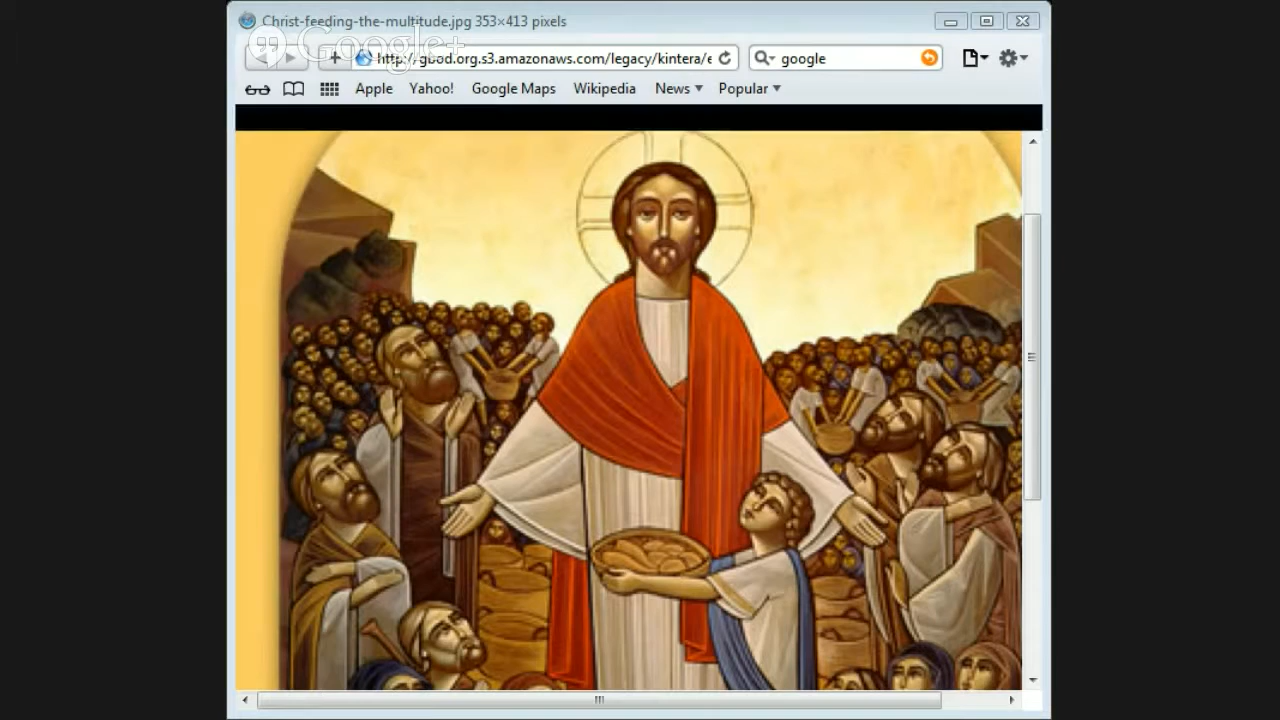 Christ-feeding-the-multitude.jpg 353×413 pixels
Google+
http://gbod.org.s3.amazonaws.com/legacy/kintera/e
google
Apple Yahoo! Google Maps Wikipedia News Popular